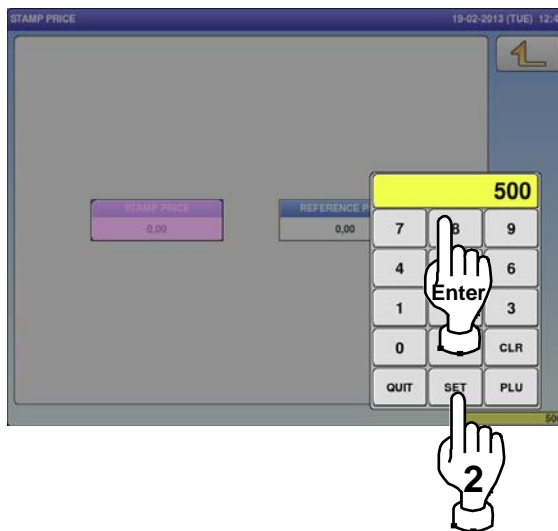 STAMP PRICE 19-02-2013 (TUE) 12:4
STAMP PRICE REFERENCE P
0,00 0,00
500
7 8 9
4 6
Enter
1 3
0 CLR
QUIT SET PLU
500
2